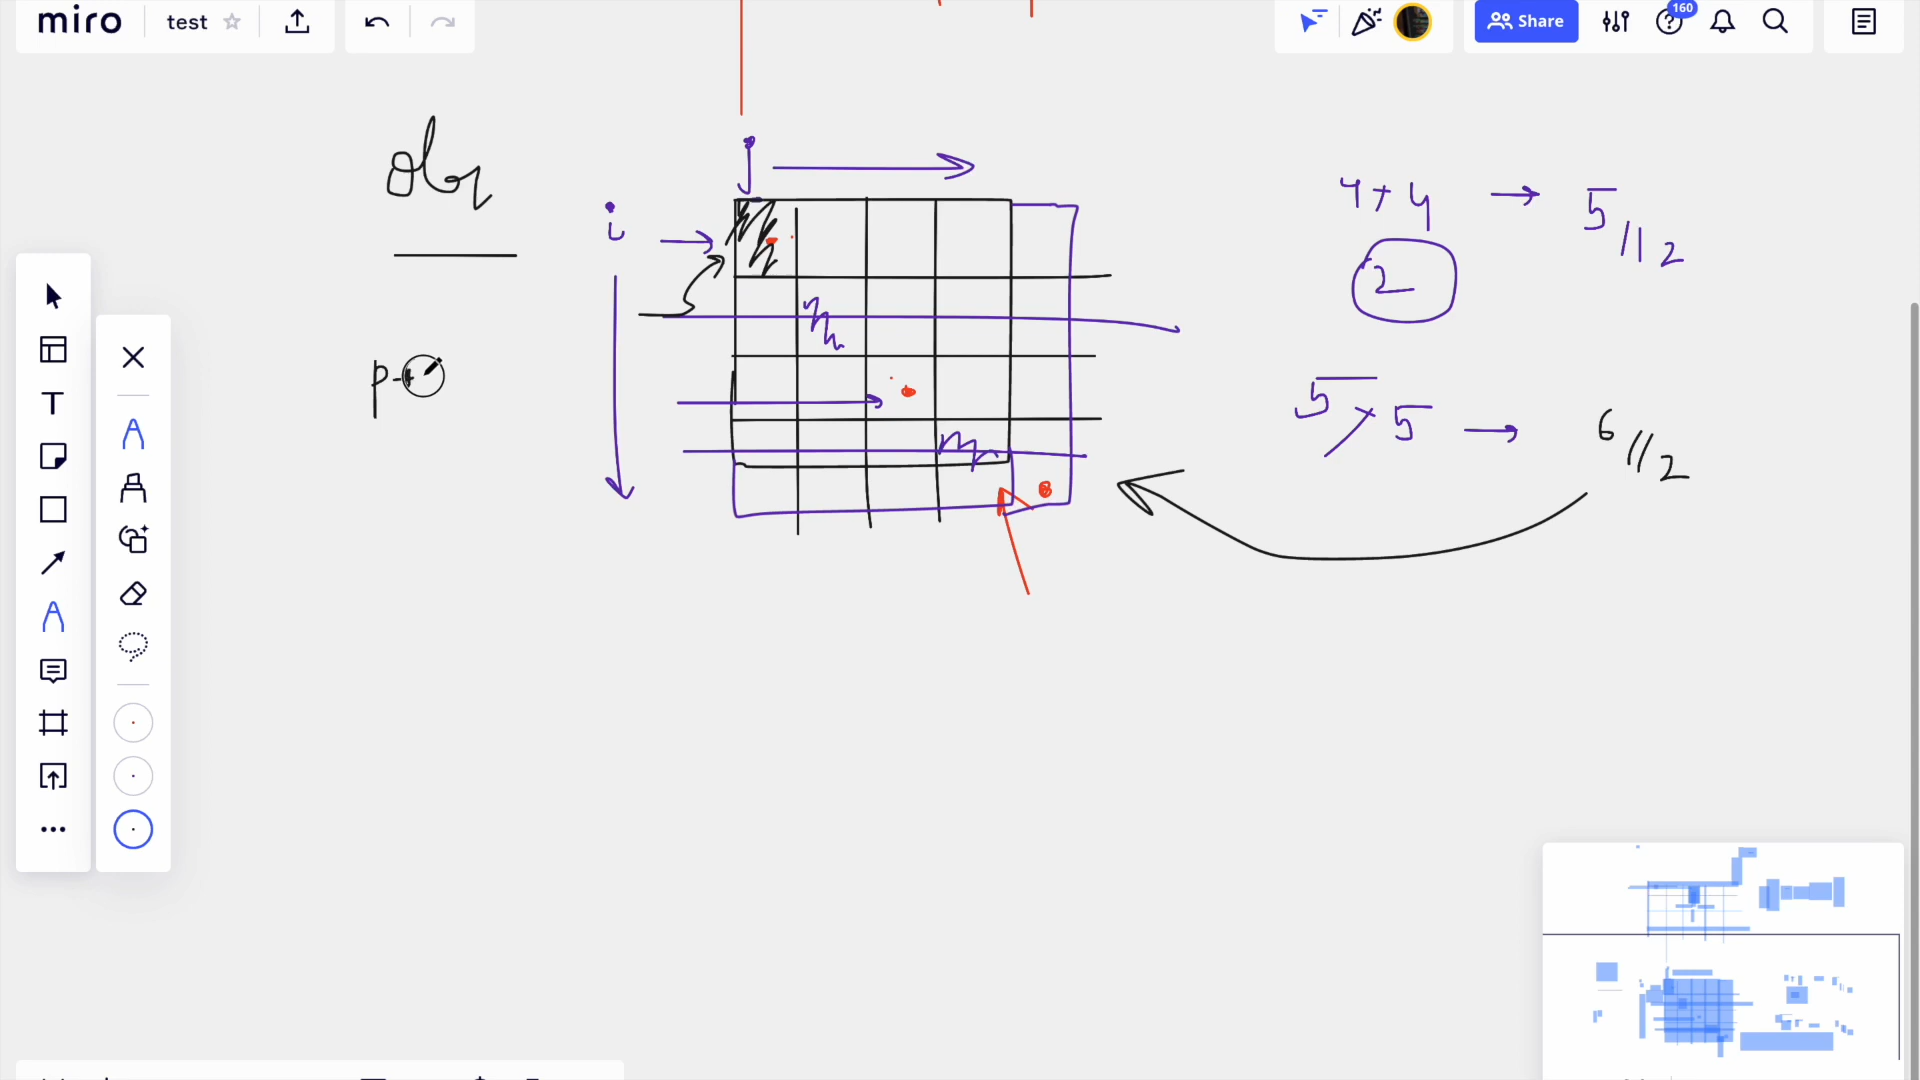 miro test
Share
160
T
j
i
4 + 4 → 5 // 2
2
5 × 5 → 6 // 2